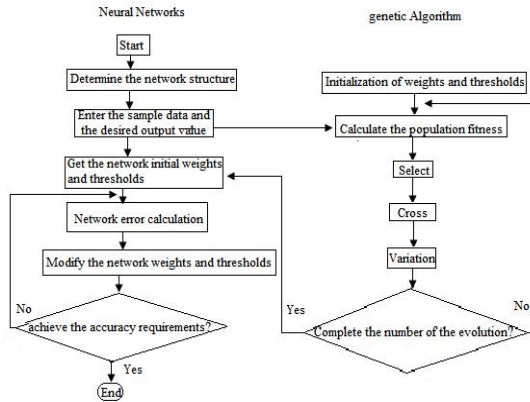 Neural Networks
Start
Determine the network structure
Enter the sample data and
the desired output value
Get the network initial weights
and thresholds
Network error calculation
Modify the network weights and thresholds
No
achieve the accuracy requirements?
Yes
End
genetic Algorithm
Initialization of weights and thresholds
Calculate the population fitness
Select
Cross
Variation
Yes
No
Complete the number of the evolution?